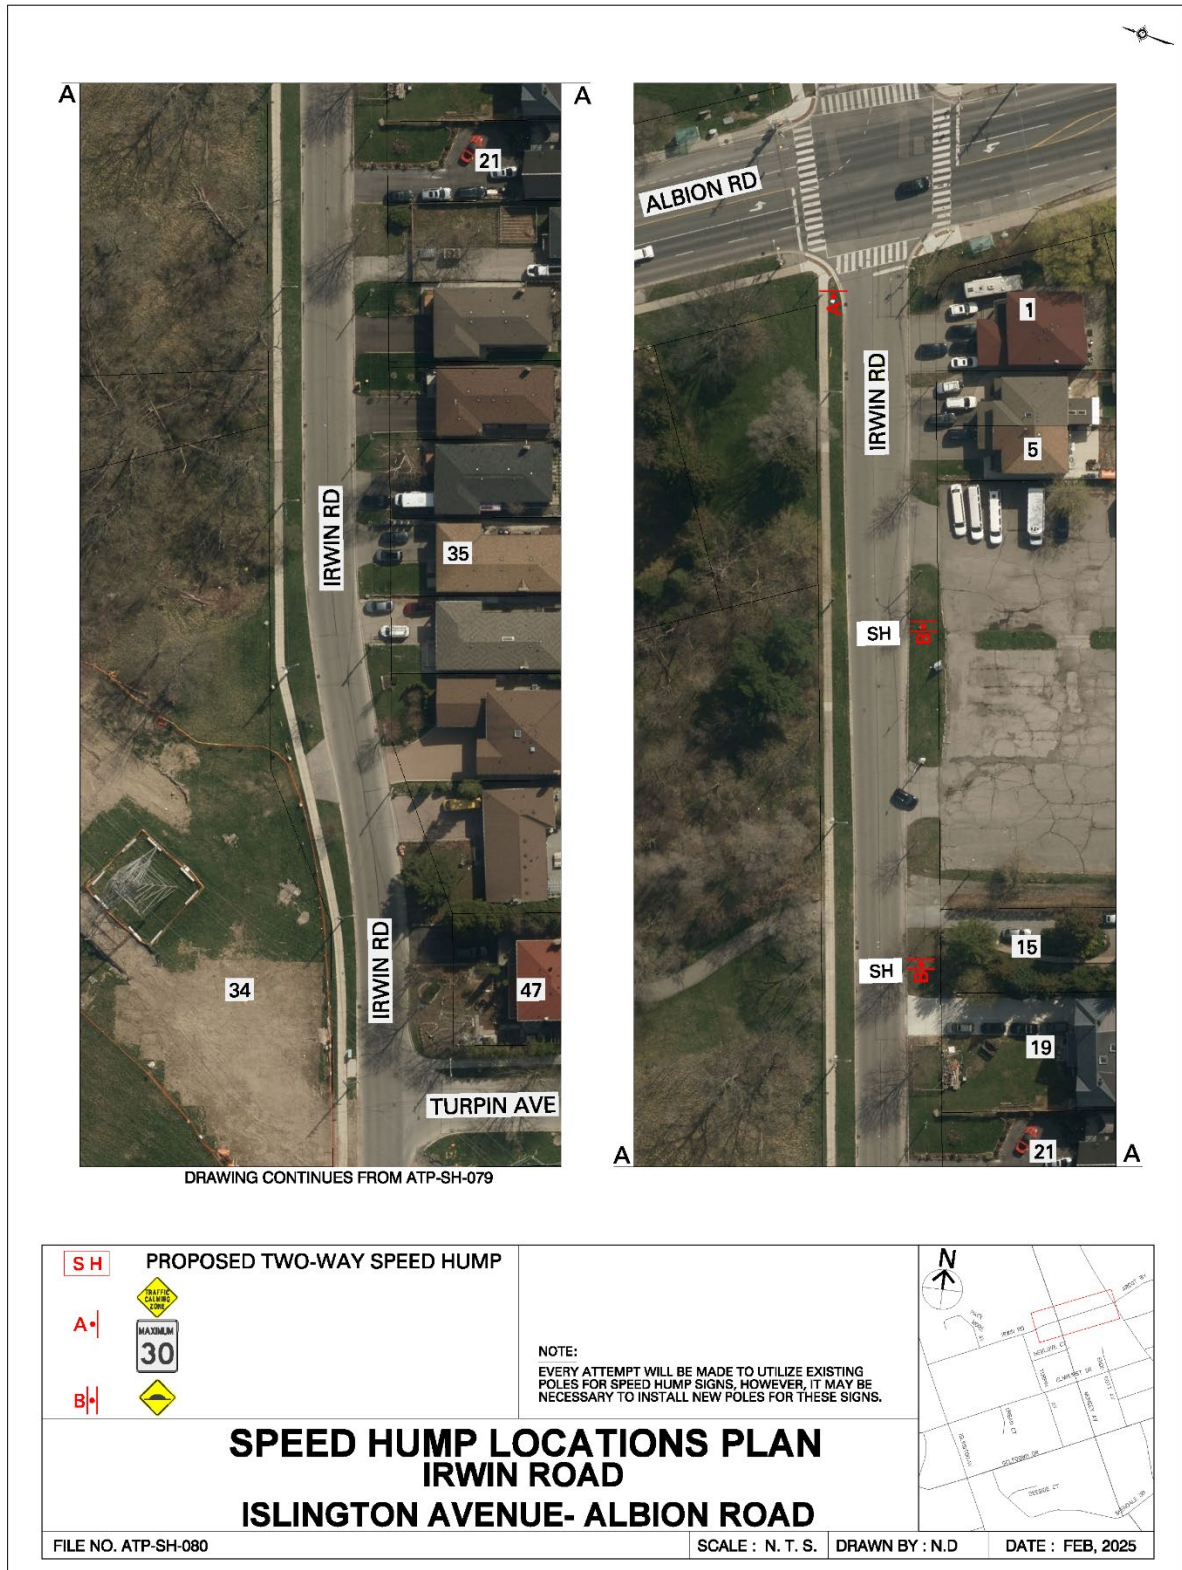 A
A
21
IRWIN RD
35
IRWIN RD
34
47
TURPIN AVE
DRAWING CONTINUES FROM ATP-SH-079
ALBION RD
A
1
IRWIN RD
5
SH
B
15
SH
B
19
21
A
A
SH PROPOSED TWO-WAY SPEED HUMP
TRAFFIC
CALMING
ZONE
A
MAXIMUM
30
B
NOTE:
EVERY ATTEMPT WILL BE MADE TO UTILIZE EXISTING
POLES FOR SPEED HUMP SIGNS, HOWEVER, IT MAY BE
NECESSARY TO INSTALL NEW POLES FOR THESE SIGNS.
N
IRWIN RD
SPEED HUMP LOCATIONS PLAN
IRWIN ROAD
ISLINGTON AVENUE- ALBION ROAD
FILE NO. ATP-SH-080
SCALE : N. T. S.
DRAWN BY : N.D
DATE : FEB, 2025